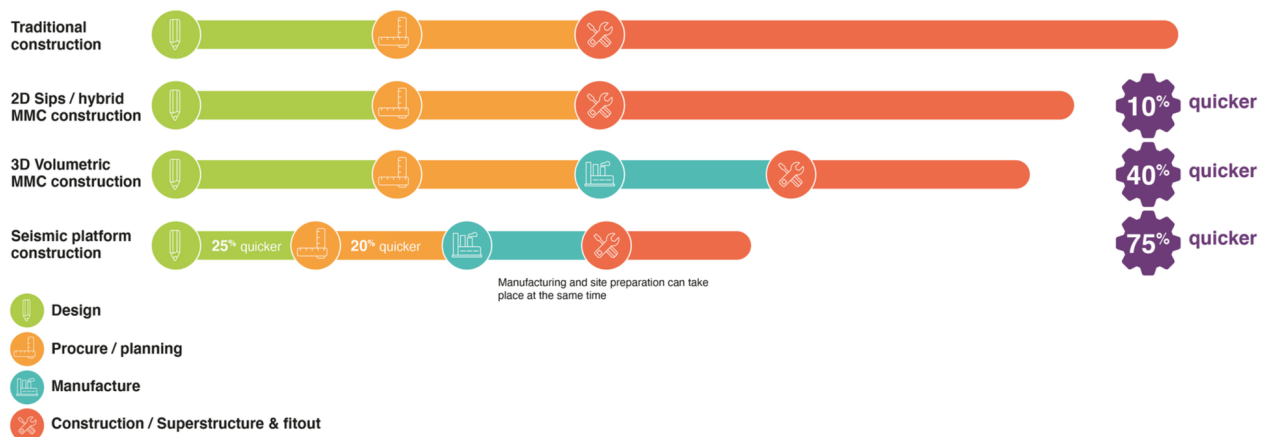 Traditional
construction
2D Sips / hybrid
MMC construction
10% quicker
3D Volumetric
MMC construction
40% quicker
Seismic platform
construction
25% quicker
20% quicker
75% quicker
Manufacturing and site preparation can take
place at the same time
Design
Procure / planning
Manufacture
Construction / Superstructure & fitout